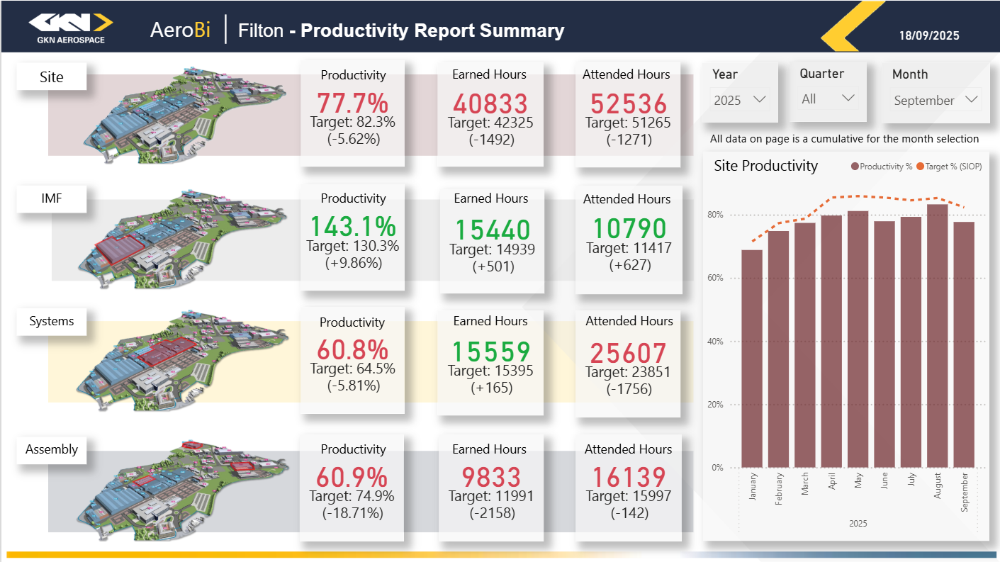 GKN AEROSPACE
AeroBi | Filton - Productivity Report Summary
18/09/2025
Site
Productivity
77.7%
Target: 82.3%
(-5.62%)
Earned Hours
40833
Target: 42325
(-1492)
Attended Hours
52536
Target: 51265
(-1271)
IMF
Productivity
143.1%
Target: 130.3%
(+9.86%)
Earned Hours
15440
Target: 14939
(+501)
Attended Hours
10790
Target: 11417
(+627)
Systems
Productivity
60.8%
Target: 64.5%
(-5.81%)
Earned Hours
15559
Target: 15395
(+165)
Attended Hours
25607
Target: 23851
(-1756)
Assembly
Productivity
60.9%
Target: 74.9%
(-18.71%)
Earned Hours
9833
Target: 11991
(-2158)
Attended Hours
16139
Target: 15997
(-142)
Year
2025
Quarter
All
Month
September
All data on page is a cumulative for the month selection
Site Productivity
Productivity % Target % (SIOP)
80%
60%
40%
20%
0%
January
February
March
April
May
June
July
August
September
2025